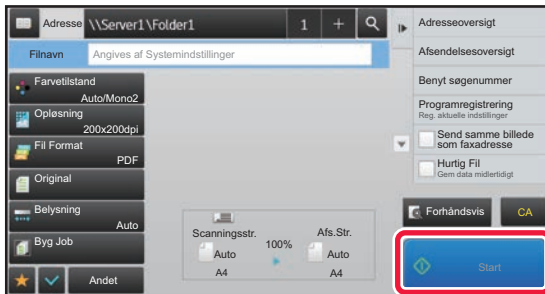 Adresse
\\Server1\Folder1
1
+
Filnavn
Angives af Systemindstillinger
Farvetilstand
Auto/Mono2
Opløsning
200x200dpi
Fil Format
PDF
Original
Belysning
Auto
Byg Job
Andet
Scanningsstr.
Auto
A4
100%
Afs.Str.
Auto
A4
Adresseoversigt
Afsendelsesoversigt
Benyt søgenummer
Programregistrering
Reg. aktuelle indstillinger
Send samme billede
som faxadresse
Hurtig Fil
Gem data midlertidigt
Forhåndsvis
CA
Start